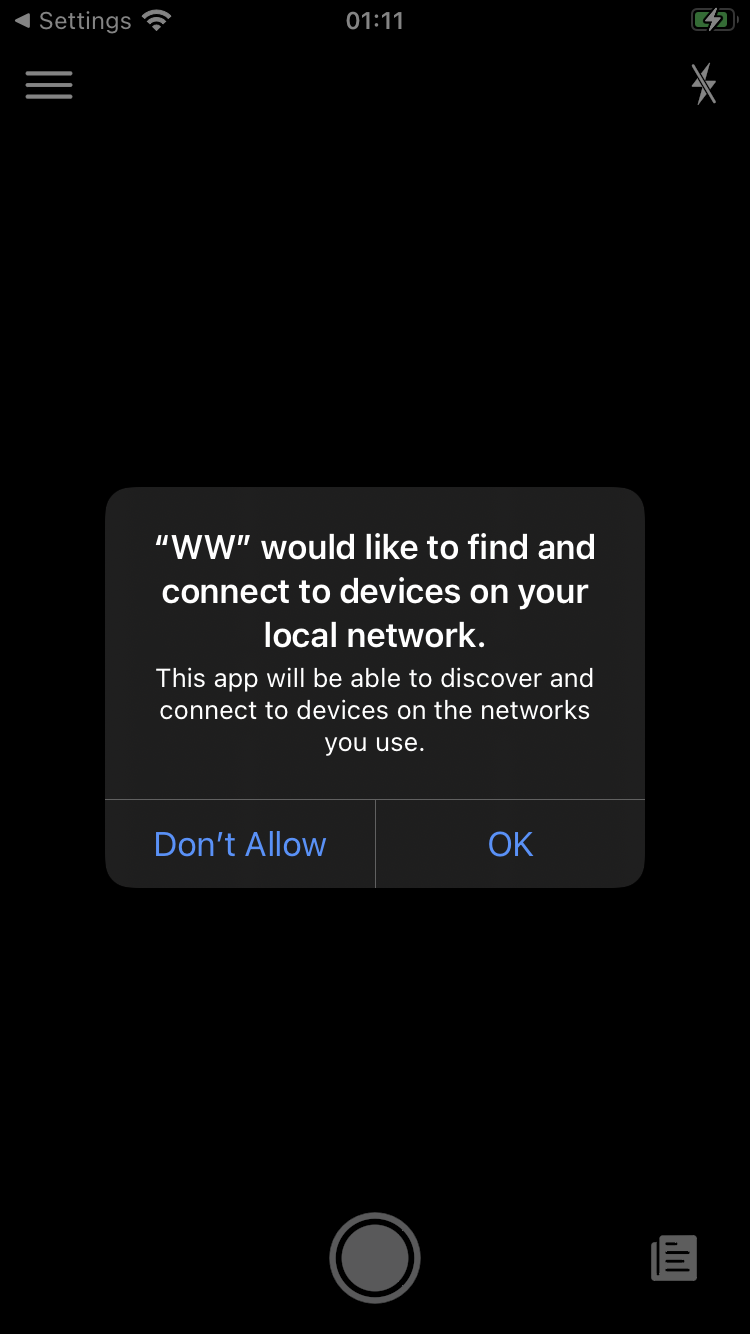 Settings
01:11
“WW” would like to find and
connect to devices on your
local network.
This app will be able to discover and
connect to devices on the networks
you use.
Don’t Allow
OK